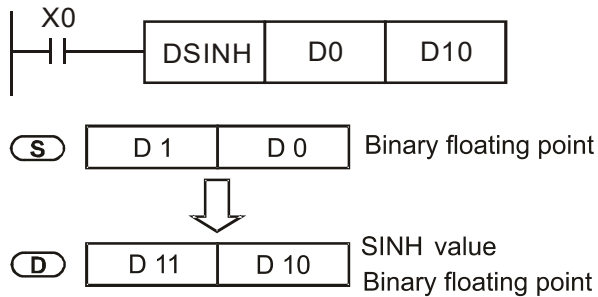 X0
DSINH D0 D10
S D 1 D 0 Binary floating point
D D 11 D 10 SINH value
Binary floating point